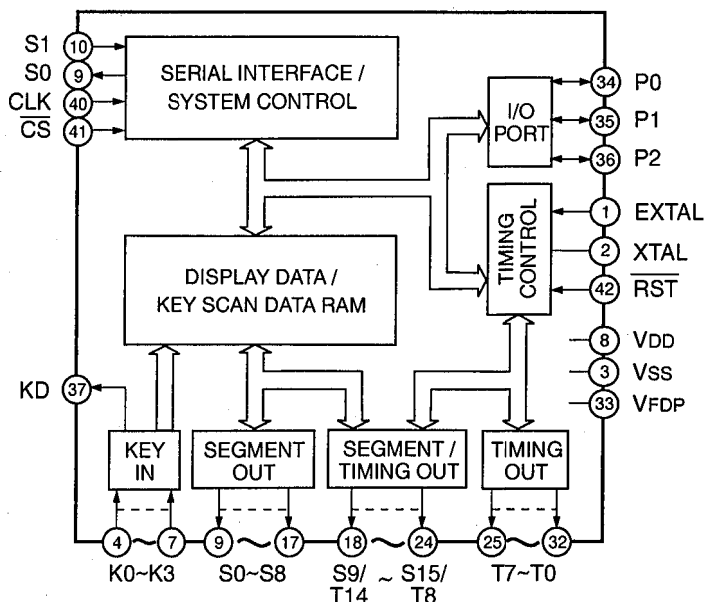 S1 10
S0 9
CLK 40
CS 41
SERIAL INTERFACE /
SYSTEM CONTROL
I/O
PORT
34 P0
35 P1
36 P2
TIMING
CONTROL
1 EXTAL
2 XTAL
42 RST
8 VDD
3 VSS
33 VFDP
DISPLAY DATA /
KEY SCAN DATA RAM
KD 37
KEY
IN
SEGMENT
OUT
SEGMENT /
TIMING OUT
TIMING
OUT
4 ~ 7
9 ~ 17
18 ~ 24
25 ~ 32
K0~K3
S0~S8
S9/ ~ S15/
T14 T8
T7~T0